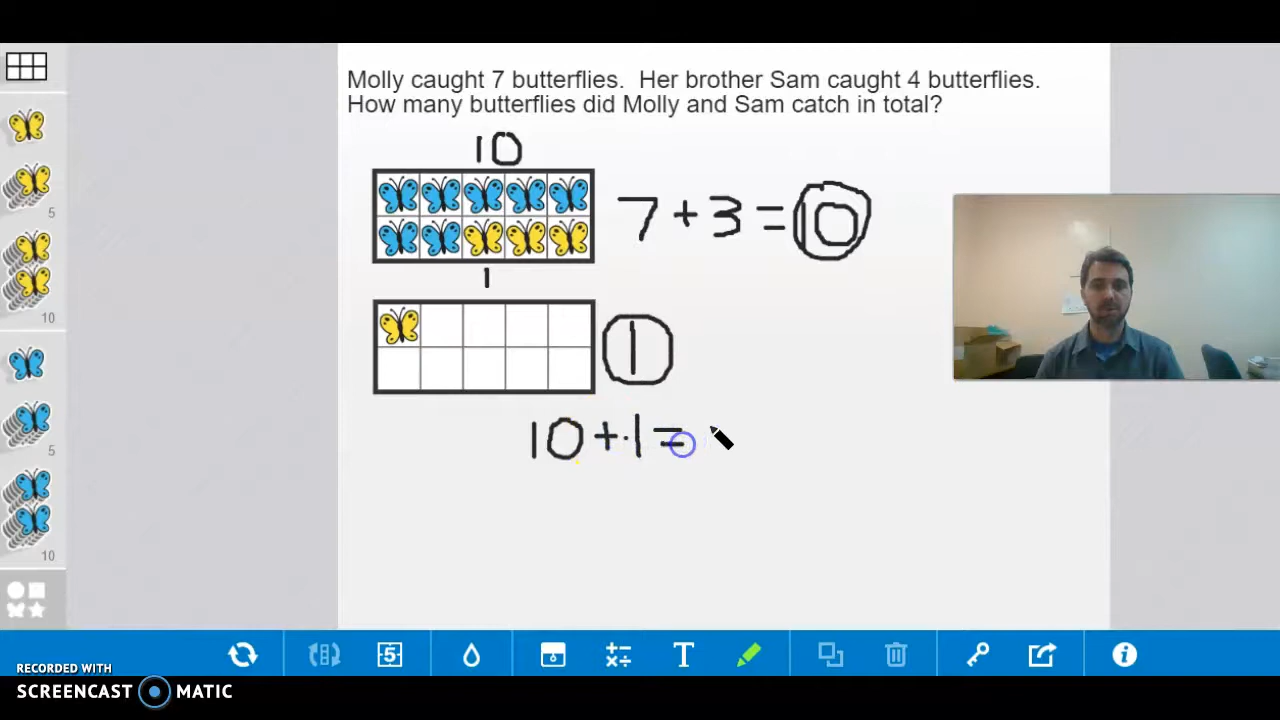 Molly caught 7 butterflies. Her brother Sam caught 4 butterflies.
How many butterflies did Molly and Sam catch in total?
10
7 + 3 = 10
1
1
10 + 1 =
5
10
5
10
5
T
RECORDED WITH
SCREENCAST MATIC